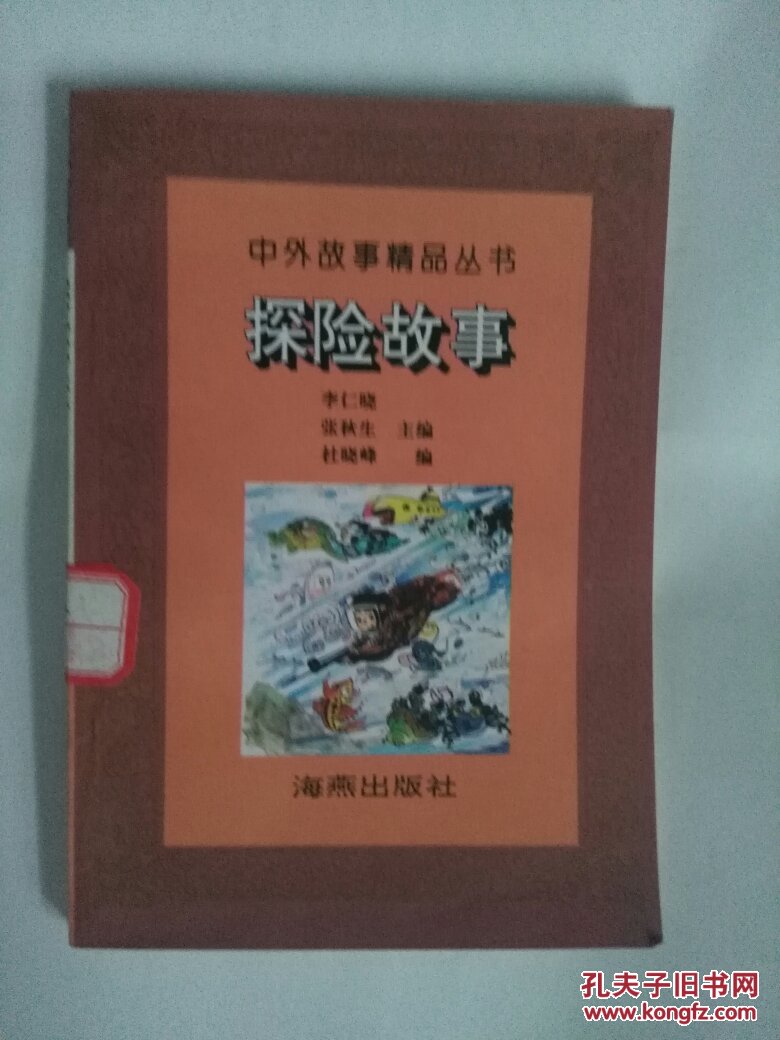 中外故事精品丛书
探险故事
李仁晓
张秋生 主编
杜晓峰 编
海燕出版社
孔夫子旧书网
www.kongfz.com